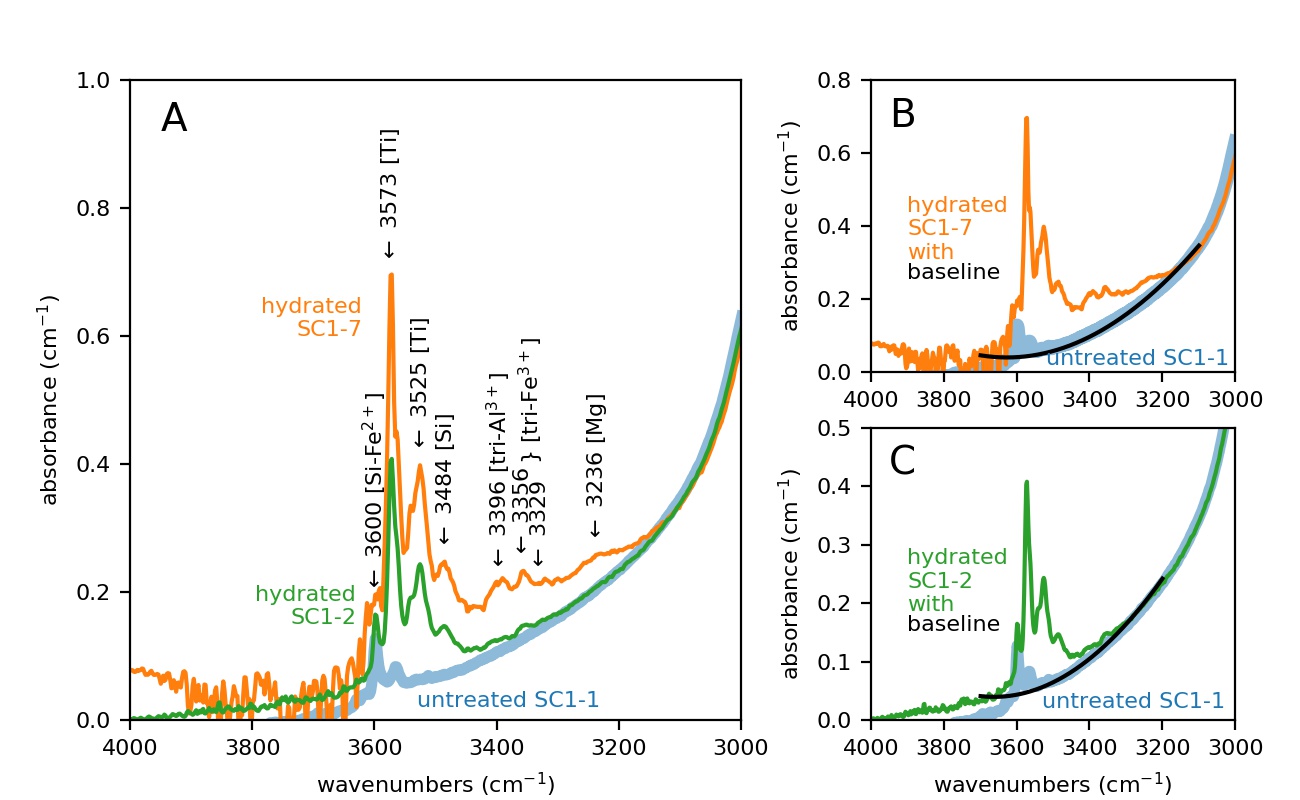 A
1.0
0.8
0.6
0.4
0.2
0.0
absorbance (cm⁻¹)
4000 3800 3600 3400 3200 3000
wavenumbers (cm⁻¹)
hydrated
SC1-7
hydrated
SC1-2
untreated SC1-1
← 3600 [Si-Fe²⁺]
← 3573 [Ti]
← 3525 [Ti]
← 3484 [Si]
← 3396 [tri-Al³⁺]
← 3356
← 3329 } [tri-Fe³⁺]
← 3236 [Mg]
B
0.8
0.6
0.4
0.2
0.0
absorbance (cm⁻¹)
hydrated
SC1-7
with
baseline
untreated SC1-1
4000 3800 3600 3400 3200 3000
C
0.5
0.4
0.3
0.2
0.1
0.0
absorbance (cm⁻¹)
hydrated
SC1-2
with
baseline
untreated SC1-1
4000 3800 3600 3400 3200 3000
wavenumbers (cm⁻¹)